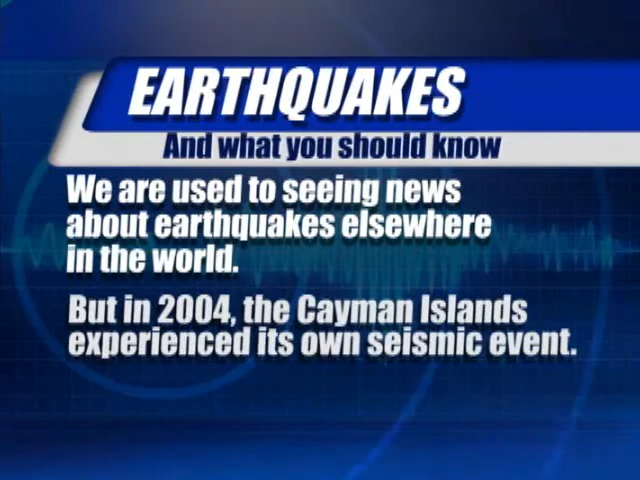 EARTHQUAKES
And what you should know
We are used to seeing news
about earthquakes elsewhere
in the world.
But in 2004, the Cayman Islands
experienced its own seismic event.